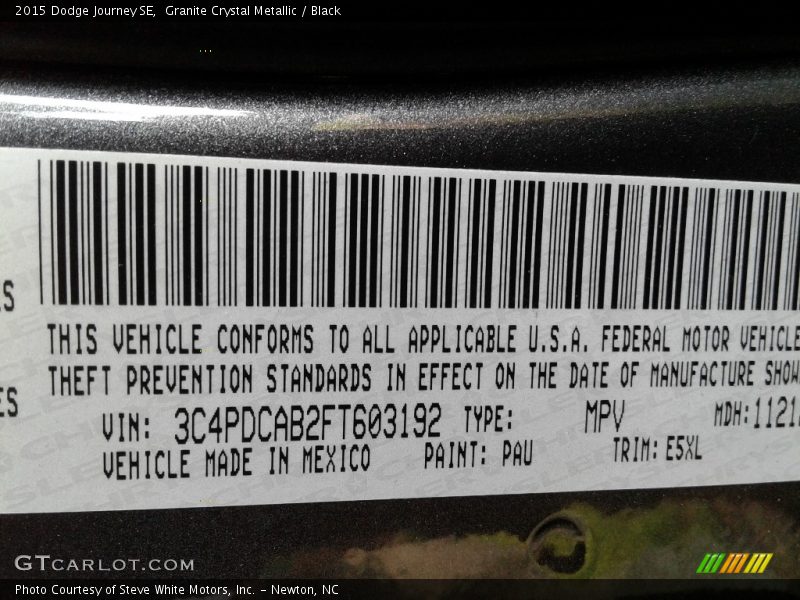 2015 Dodge Journey SE,  Granite Crystal Metallic / Black
THIS VEHICLE CONFORMS TO ALL APPLICABLE U.S.A. FEDERAL MOTOR VEHICLE
THEFT PREVENTION STANDARDS IN EFFECT ON THE DATE OF MANUFACTURE SHOW
VIN: 3C4PDCAB2FT603192 TYPE: MPV MDH:1121
VEHICLE MADE IN MEXICO PAINT: PAU TRIM: E5XL
GTCARLOT.COM
Photo Courtesy of Steve White Motors, Inc. – Newton, NC